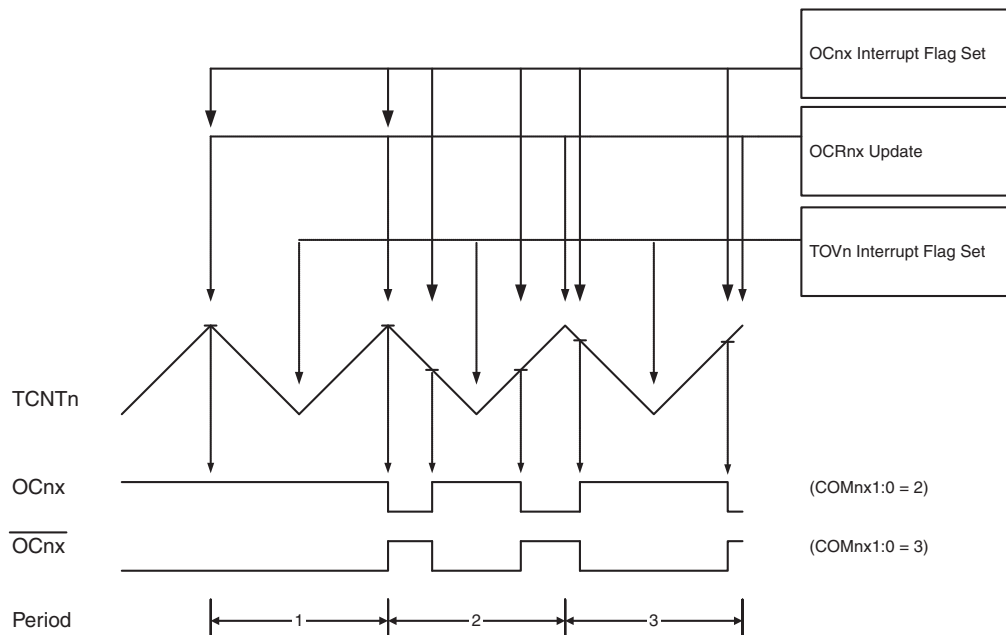 OCnx Interrupt Flag Set
OCRnx Update
TOVn Interrupt Flag Set
TCNTn
OCnx (COMnx1:0 = 2)
OCnx (COMnx1:0 = 3)
Period 1 2 3